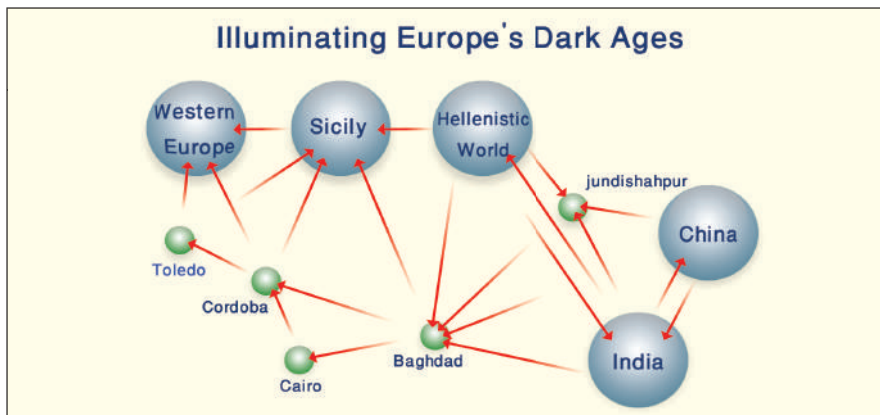 Illuminating Europe's Dark Ages
Western
Europe
Sicily
Hellenistic
World
jundishahpur
China
Toledo
Cordoba
Baghdad
India
Cairo